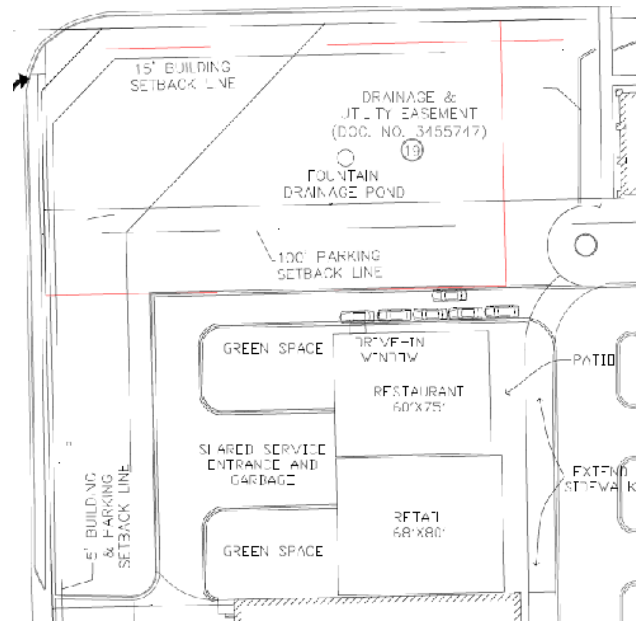 15' BUILDING
SETBACK LINE
DRAINAGE &
UTILITY EASEMENT
(DOC. NO. 3455747)
19
FOUNTAIN
DRAINAGE POND
100' PARKING
SETBACK LINE
GREEN SPACE
DRIVE-IN
WINDOW
PATIO
RESTAURANT
60'X75'
SHARED SERVICE
ENTRANCE AND
GARBAGE
EXTEND
SIDEWALK
5' BUILDING
& PARKING
SETBACK LINE
RETAIL
68'X80'
GREEN SPACE